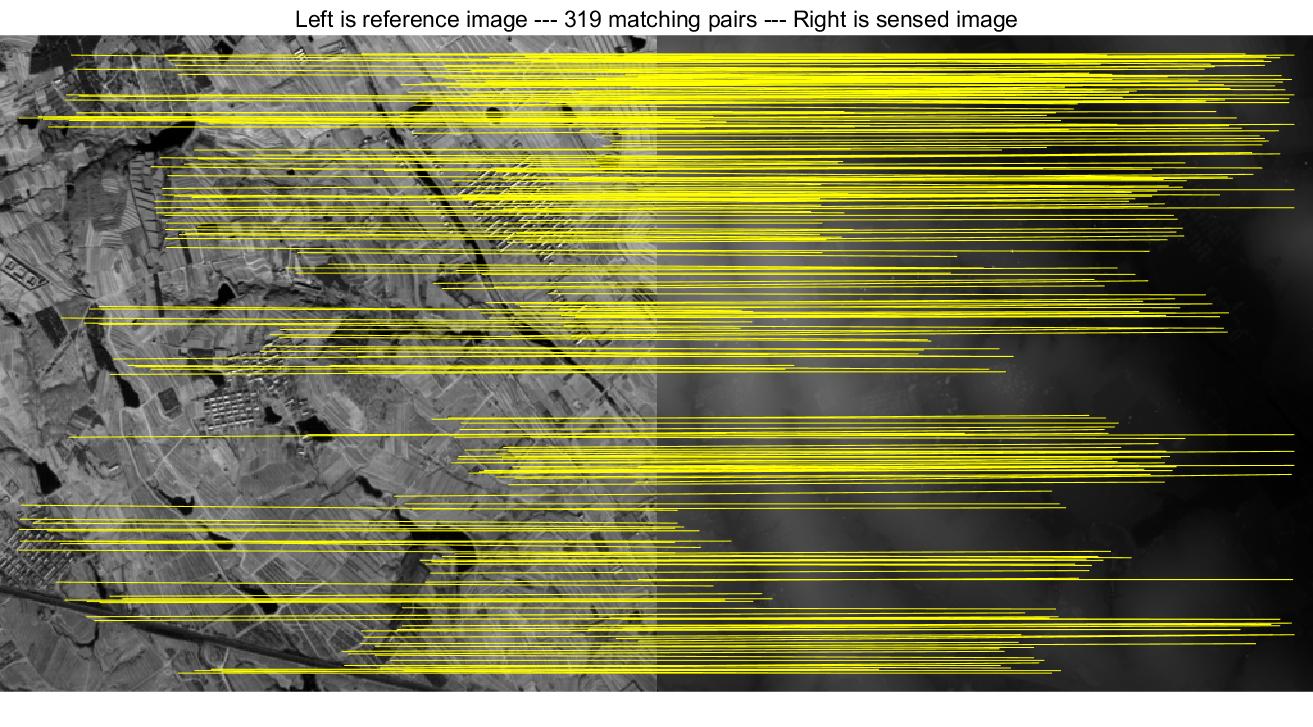 Left is reference image --- 319 matching pairs --- Right is sensed image